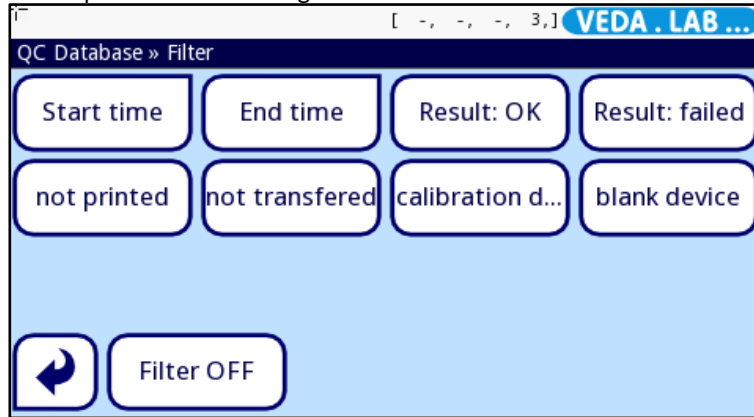 [ -, -, -, 3,] VEDA . LAB ...
QC Database » Filter
Start time End time Result: OK Result: failed
not printed not transfered calibration d... blank device
Filter OFF